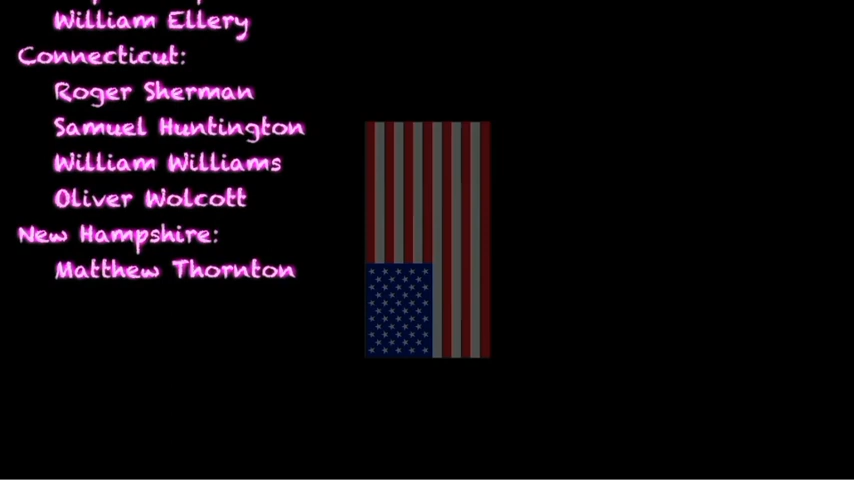 William Ellery
Connecticut:
Roger Sherman
Samuel Huntington
William Williams
Oliver Wolcott
New Hampshire:
Matthew Thornton